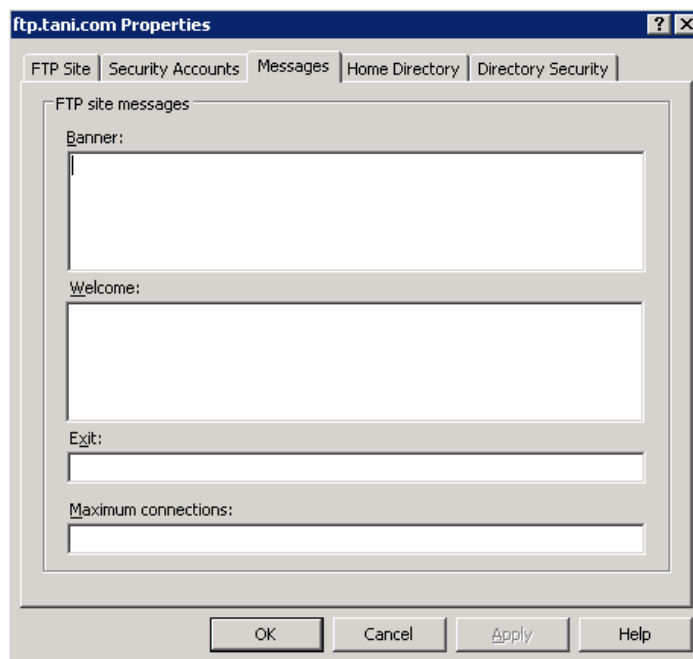 ftp.tani.com Properties
FTP Site Security Accounts Messages Home Directory Directory Security
FTP site messages
Banner:
Welcome:
Exit:
Maximum connections:
OK Cancel Apply Help